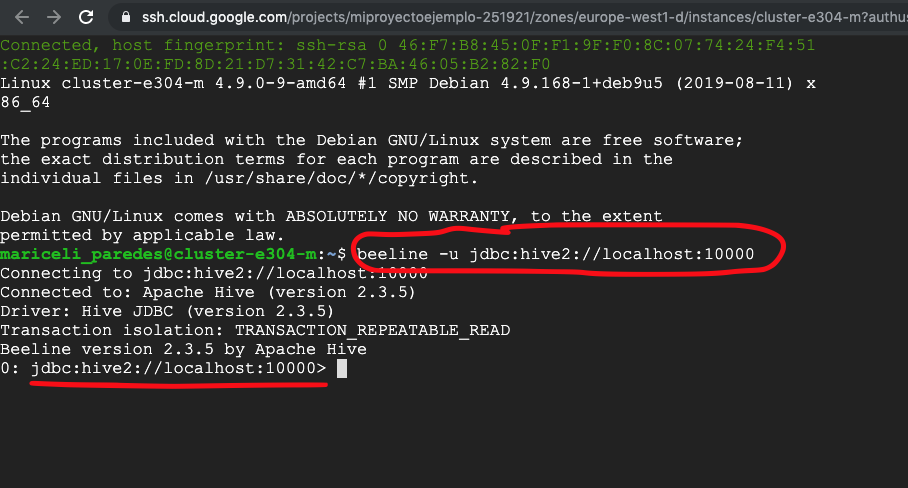 ssh.cloud.google.com/projects/miproyectoejemplo-251921/zones/europe-west1-d/instances/cluster-e304-m?authu
Connected, host fingerprint: ssh-rsa 0 46:F7:B8:45:0F:F1:9F:F0:8C:07:74:24:F4:51
:C2:24:ED:17:0E:FD:8D:21:D7:31:42:C7:BA:46:05:B2:82:F0
Linux cluster-e304-m 4.9.0-9-amd64 #1 SMP Debian 4.9.168-1+deb9u5 (2019-08-11) x
86_64
The programs included with the Debian GNU/Linux system are free software;
the exact distribution terms for each program are described in the
individual files in /usr/share/doc/*/copyright.
Debian GNU/Linux comes with ABSOLUTELY NO WARRANTY, to the extent
permitted by applicable law.
mariceli_paredes@cluster-e304-m:~$ beeline -u jdbc:hive2://localhost:10000
Connecting to jdbc:hive2://localhost:10000
Connected to: Apache Hive (version 2.3.5)
Driver: Hive JDBC (version 2.3.5)
Transaction isolation: TRANSACTION_REPEATABLE_READ
Beeline version 2.3.5 by Apache Hive
0: jdbc:hive2://localhost:10000>